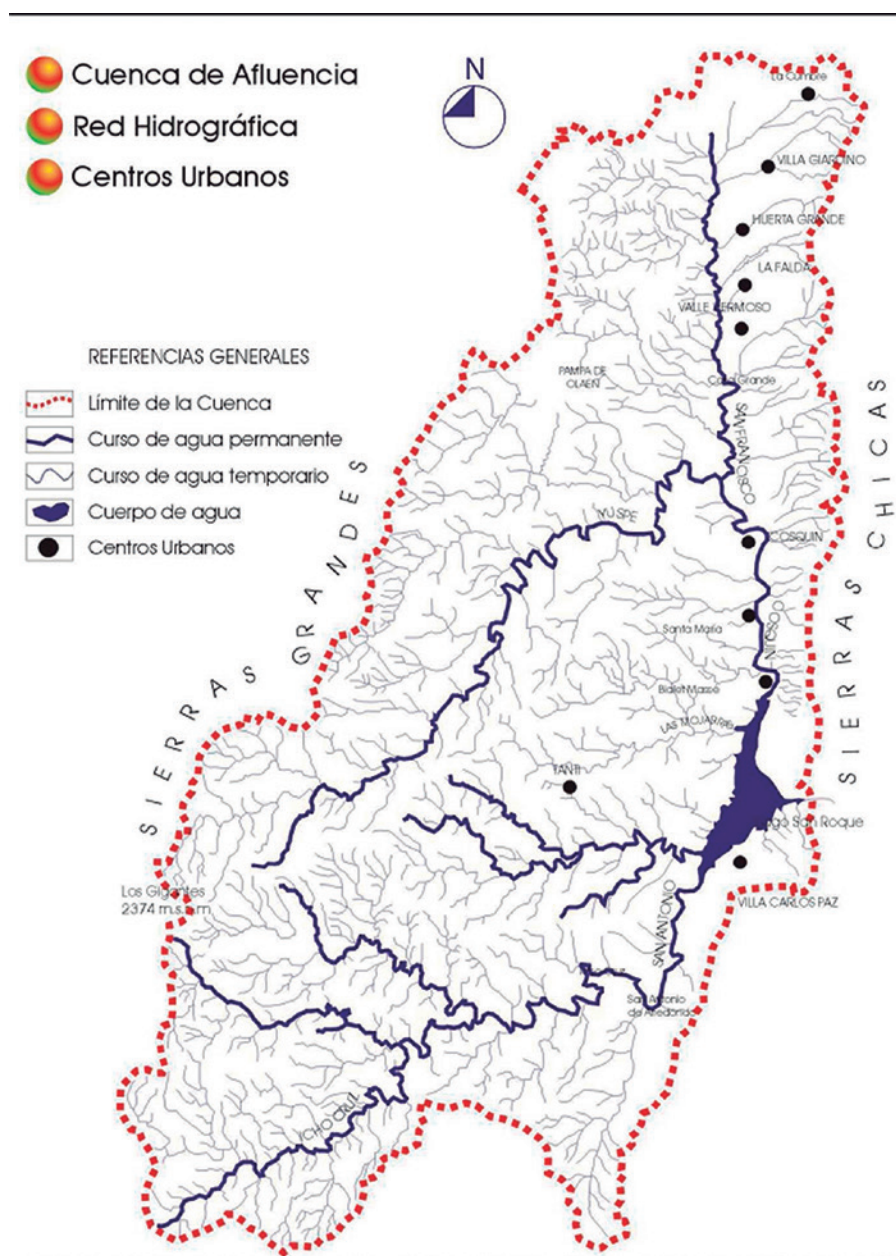 Cuenca de Afluencia
Red Hidrográfica
Centros Urbanos
N
REFERENCIAS GENERALES
Límite de la Cuenca
Curso de agua permanente
Curso de agua temporario
Cuerpo de agua
Centros Urbanos
La Cumbre
VILLA GIARDINO
HUERTA GRANDE
LA FALDA
VALLE HERMOSO
PAMPA DE
OLAEN
Casa Grande
SAN FRANCISCO
YUSPE
COSQUIN
COSQUIN
Santa María
Bialet Massé
LAS MOJARRAS
TANTI
Lago San Roque
VILLA CARLOS PAZ
SAN ANTONIO
San Antonio
de Arredondo
Los Gigantes
2374 m.s.n.m
SIERRAS GRANDES
SIERRAS CHICAS